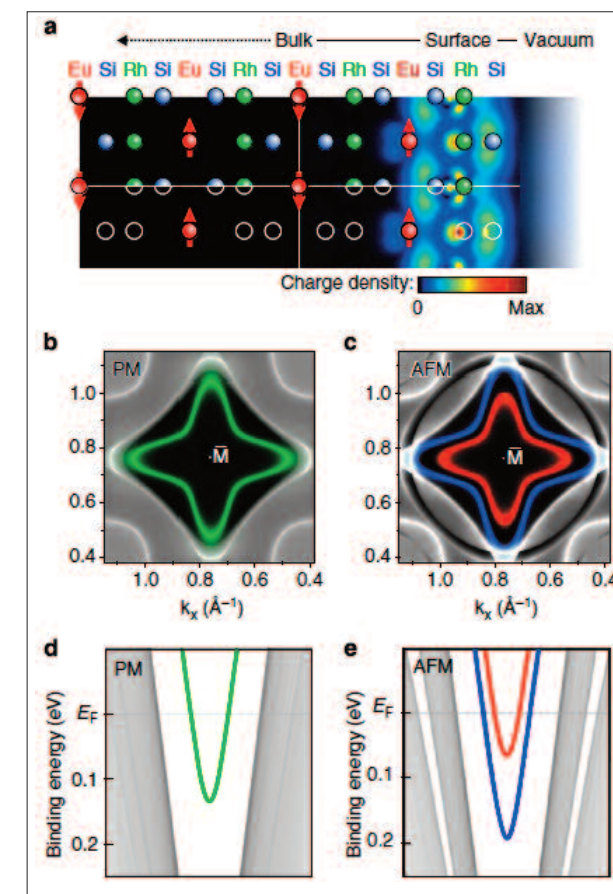 a
Bulk Surface Vacuum
Eu Si Rh Si Eu Si Rh Si Eu Si Rh Si Eu Si Rh Si
Charge density:
0 Max
b c
PM AFM
1.0 1.0
0.8 0.8
0.6 0.6
0.4 0.4
·M̄ ·M̄
1.0 0.8 0.6 0.4 1.0 0.8 0.6 0.4
kx (Å⁻¹) kx (Å⁻¹)
d e
PM AFM
Binding energy (eV) Binding energy (eV)
EF EF
0.1 0.1
0.2 0.2